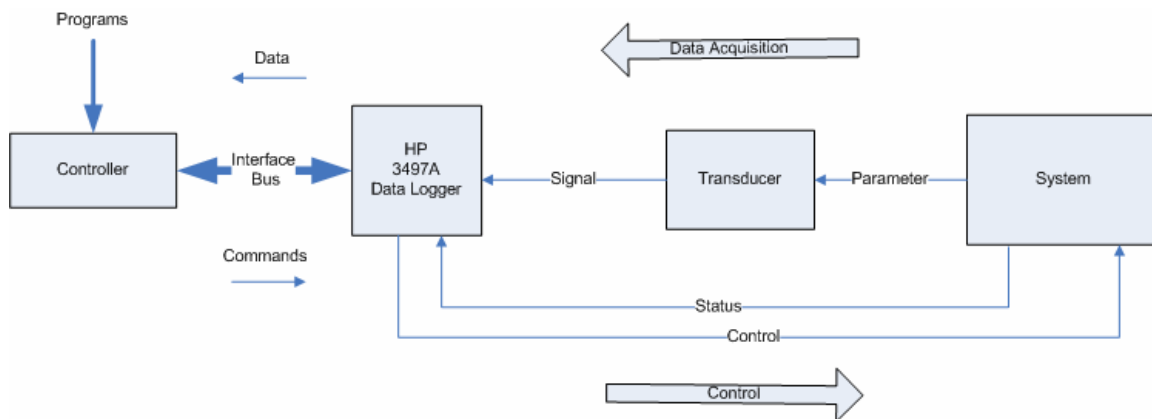 Programs
Data
Data Acquisition
Controller
Interface
Bus
HP
3497A
Data Logger
Signal
Transducer
Parameter
System
Commands
Status
Control
Control